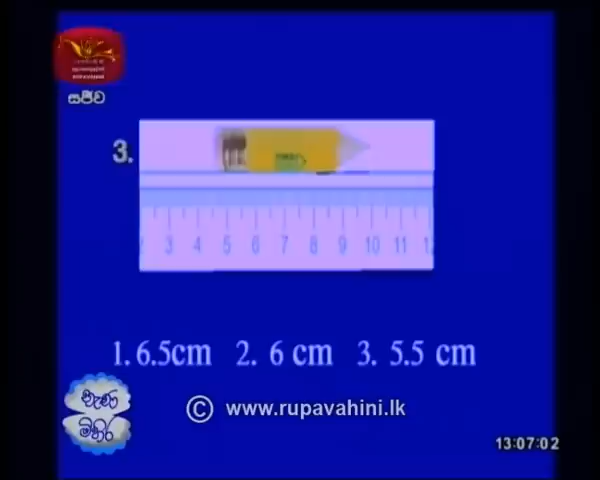 සජීව
3.
3 4 5 6 7 8 9 10 11 12
1. 6.5cm 2. 6 cm 3. 5.5 cm
© www.rupavahini.lk
13:07:02